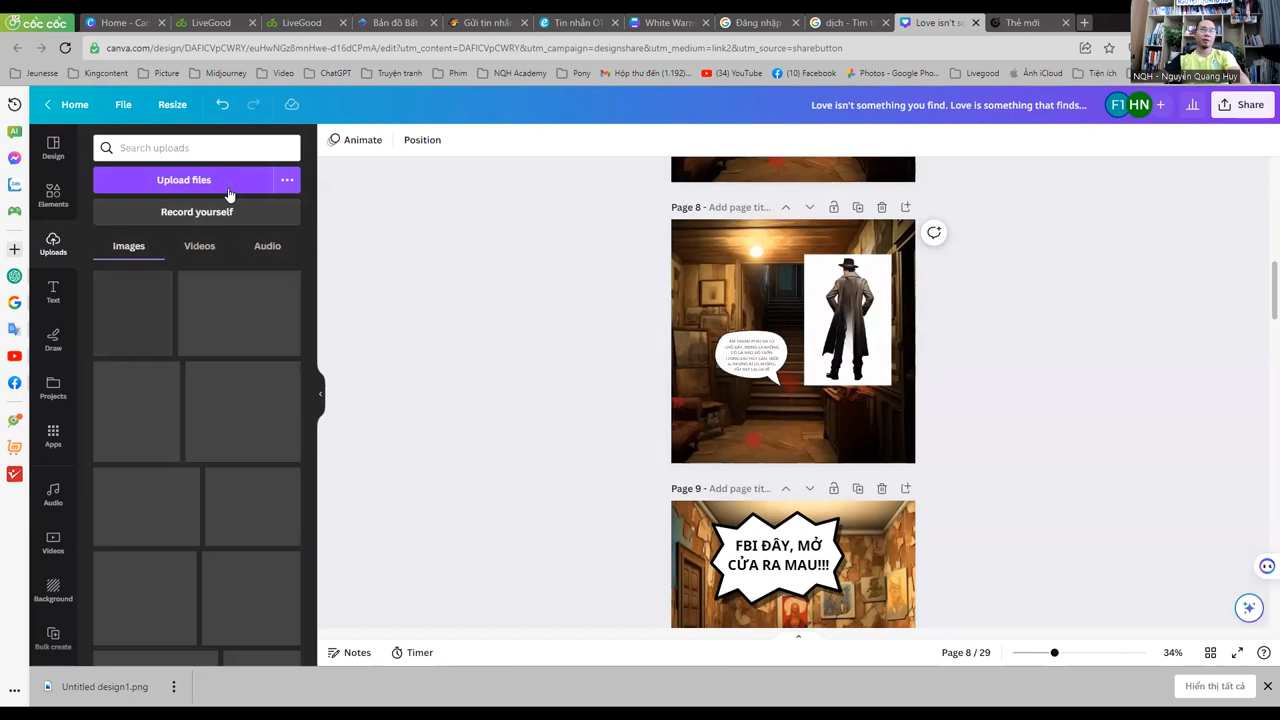 cốc cốc
Home - Can
LiveGood
LiveGood
Bản đồ Bất
Gửi tin nhắ
Tin nhắn OT
White Warm
Đăng nhập
dịch - Tìm t
Love isn't so
Thẻ mới
canva.com/design/DAFlCVpCWRY/euHwNGz8mnHwe-d16dCPmA/edit?utm_content=DAFlCVpCWRY&utm_campaign=designshare&utm_medium=link2&utm_source=sharebutton
Jeunesse
Kingcontent
Picture
Midjourney
Video
ChatGPT
Truyện tranh
Phim
NQH Academy
Pony
Hộp thư đến (1.192)...
(34) YouTube
(10) Facebook
Photos - Google Pho...
Livegood
Ảnh iCloud
Tiện ích
NQH - Nguyễn Quang Huy
Home
File
Resize
Love isn't something you find. Love is something that finds...
F1
HN
+
Share
AI
Zalo
Design
Elements
Uploads
Text
Draw
Projects
Apps
Audio
Videos
Background
Bulk create
Search uploads
Upload files
Record yourself
Images
Videos
Audio
Animate
Position
Page 8 - Add page tit...
Page 9 - Add page tit...
FBI ĐÂY, MỞ
CỬA RA MAU!!!
Notes
Timer
Page 8 / 29
34%
Untitled design1.png
Hiển thị tất cả